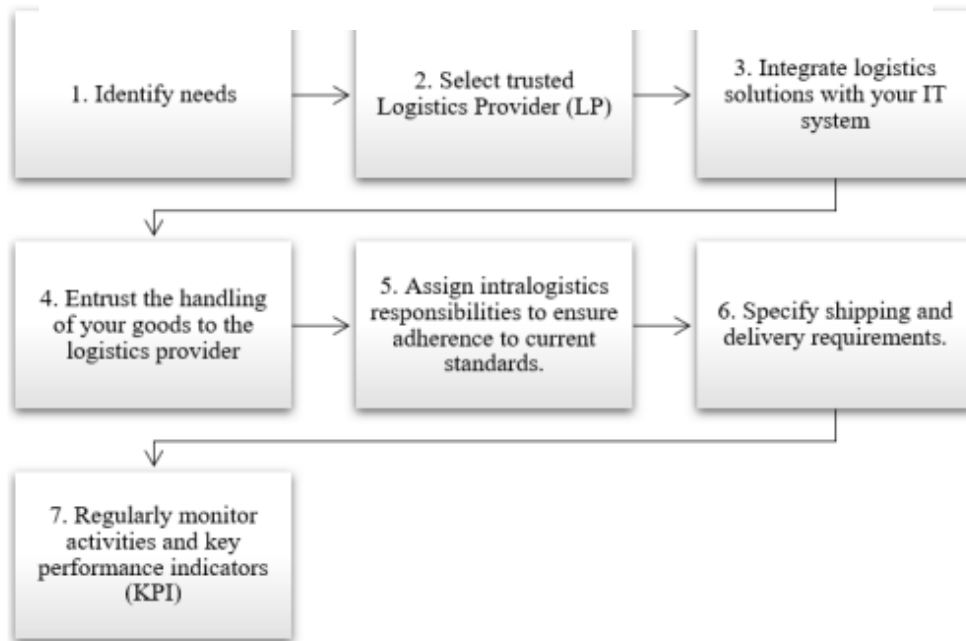 1. Identify needs
2. Select trusted
Logistics Provider (LP)
3. Integrate logistics
solutions with your IT
system
4. Entrust the handling
of your goods to the
logistics provider
5. Assign intralogistics
responsibilities to ensure
adherence to current
standards.
6. Specify shipping and
delivery requirements.
7. Regularly monitor
activities and key
performance indicators
(KPI)